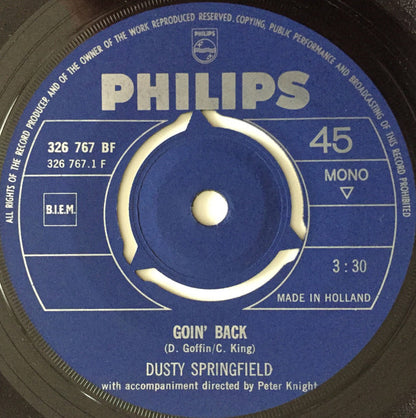 ALL RIGHTS OF THE RECORD PRODUCER AND OF THE OWNER OF THE WORK REPRODUCED RESERVED. COPYING, PUBLIC PERFORMANCE AND BROADCASTING OF THIS RECORD PROHIBITED
PHILIPS
PHILIPS
326 767 BF
326 767.1 F
45
MONO
B.I.E.M.
3:30
MADE IN HOLLAND
GOIN' BACK
(D. Goffin/C. King)
DUSTY SPRINGFIELD
with accompaniment directed by Peter Knight